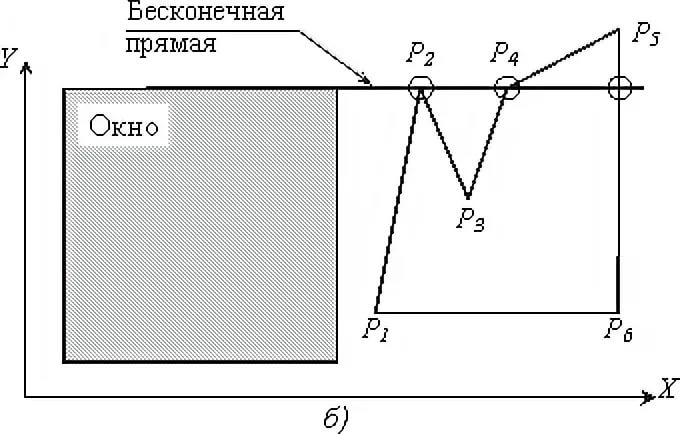 Бесконечная
прямая
P2
P4
P5
Y
Окно
P3
P1
P6
X
б)